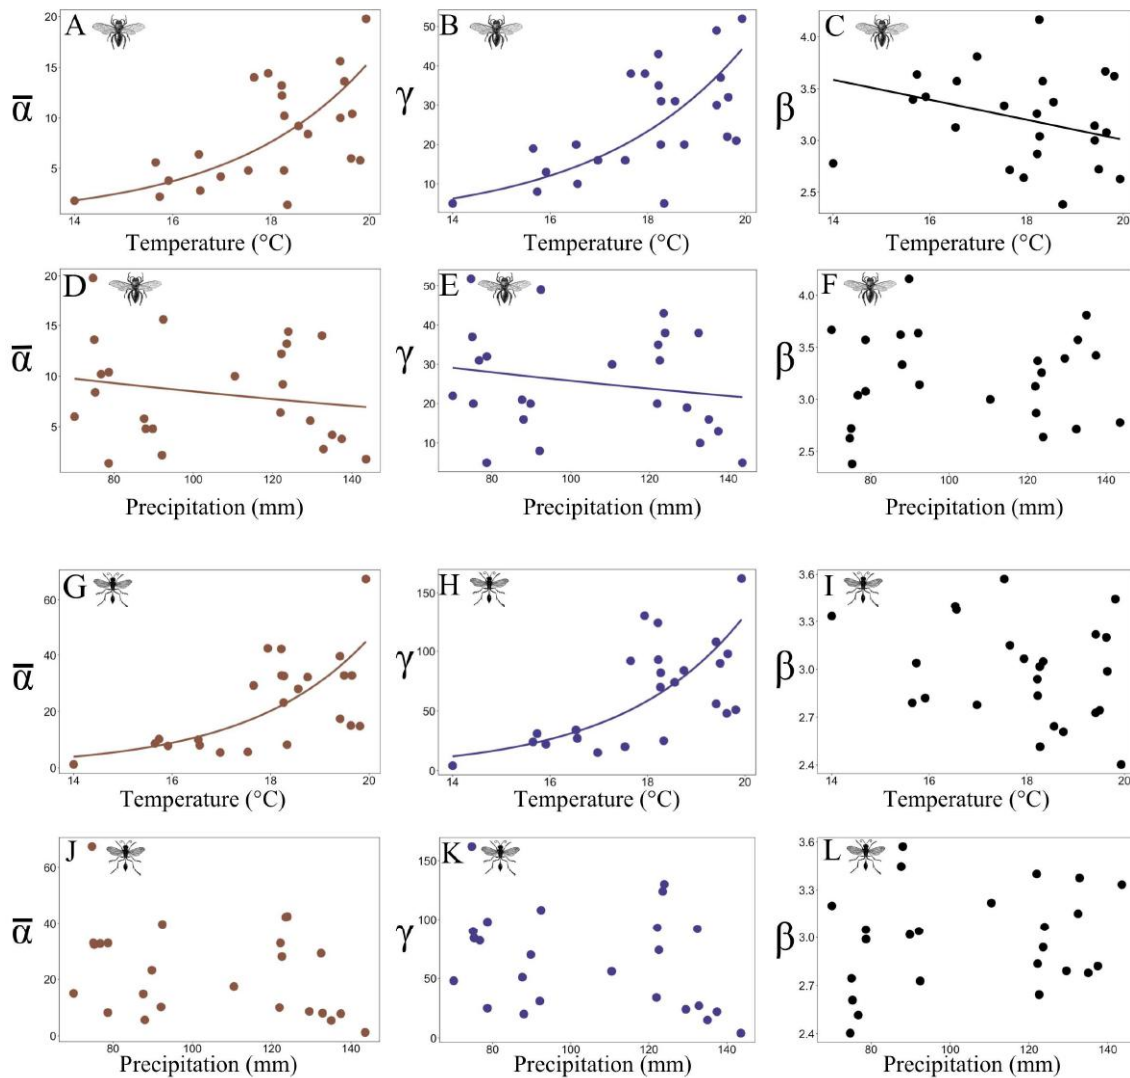 A
ᾱ
20
15
10
5
14
16
18
20
Temperature (°C)
B
γ
50
40
30
20
10
14
16
18
20
Temperature (°C)
C
β
4.0
3.5
3.0
2.5
14
16
18
20
Temperature (°C)
D
ᾱ
20
15
10
5
80
100
120
140
Precipitation (mm)
E
γ
50
40
30
20
10
80
100
120
140
Precipitation (mm)
F
β
4.0
3.5
3.0
2.5
80
100
120
140
Precipitation (mm)
G
ᾱ
60
40
20
0
14
16
18
20
Temperature (°C)
H
γ
150
100
50
0
14
16
18
20
Temperature (°C)
I
β
3.6
3.3
3.0
2.7
2.4
14
16
18
20
Temperature (°C)
J
ᾱ
60
40
20
0
80
100
120
140
Precipitation (mm)
K
γ
150
100
50
0
80
100
120
140
Precipitation (mm)
L
β
3.6
3.3
3.0
2.7
2.4
80
100
120
140
Precipitation (mm)